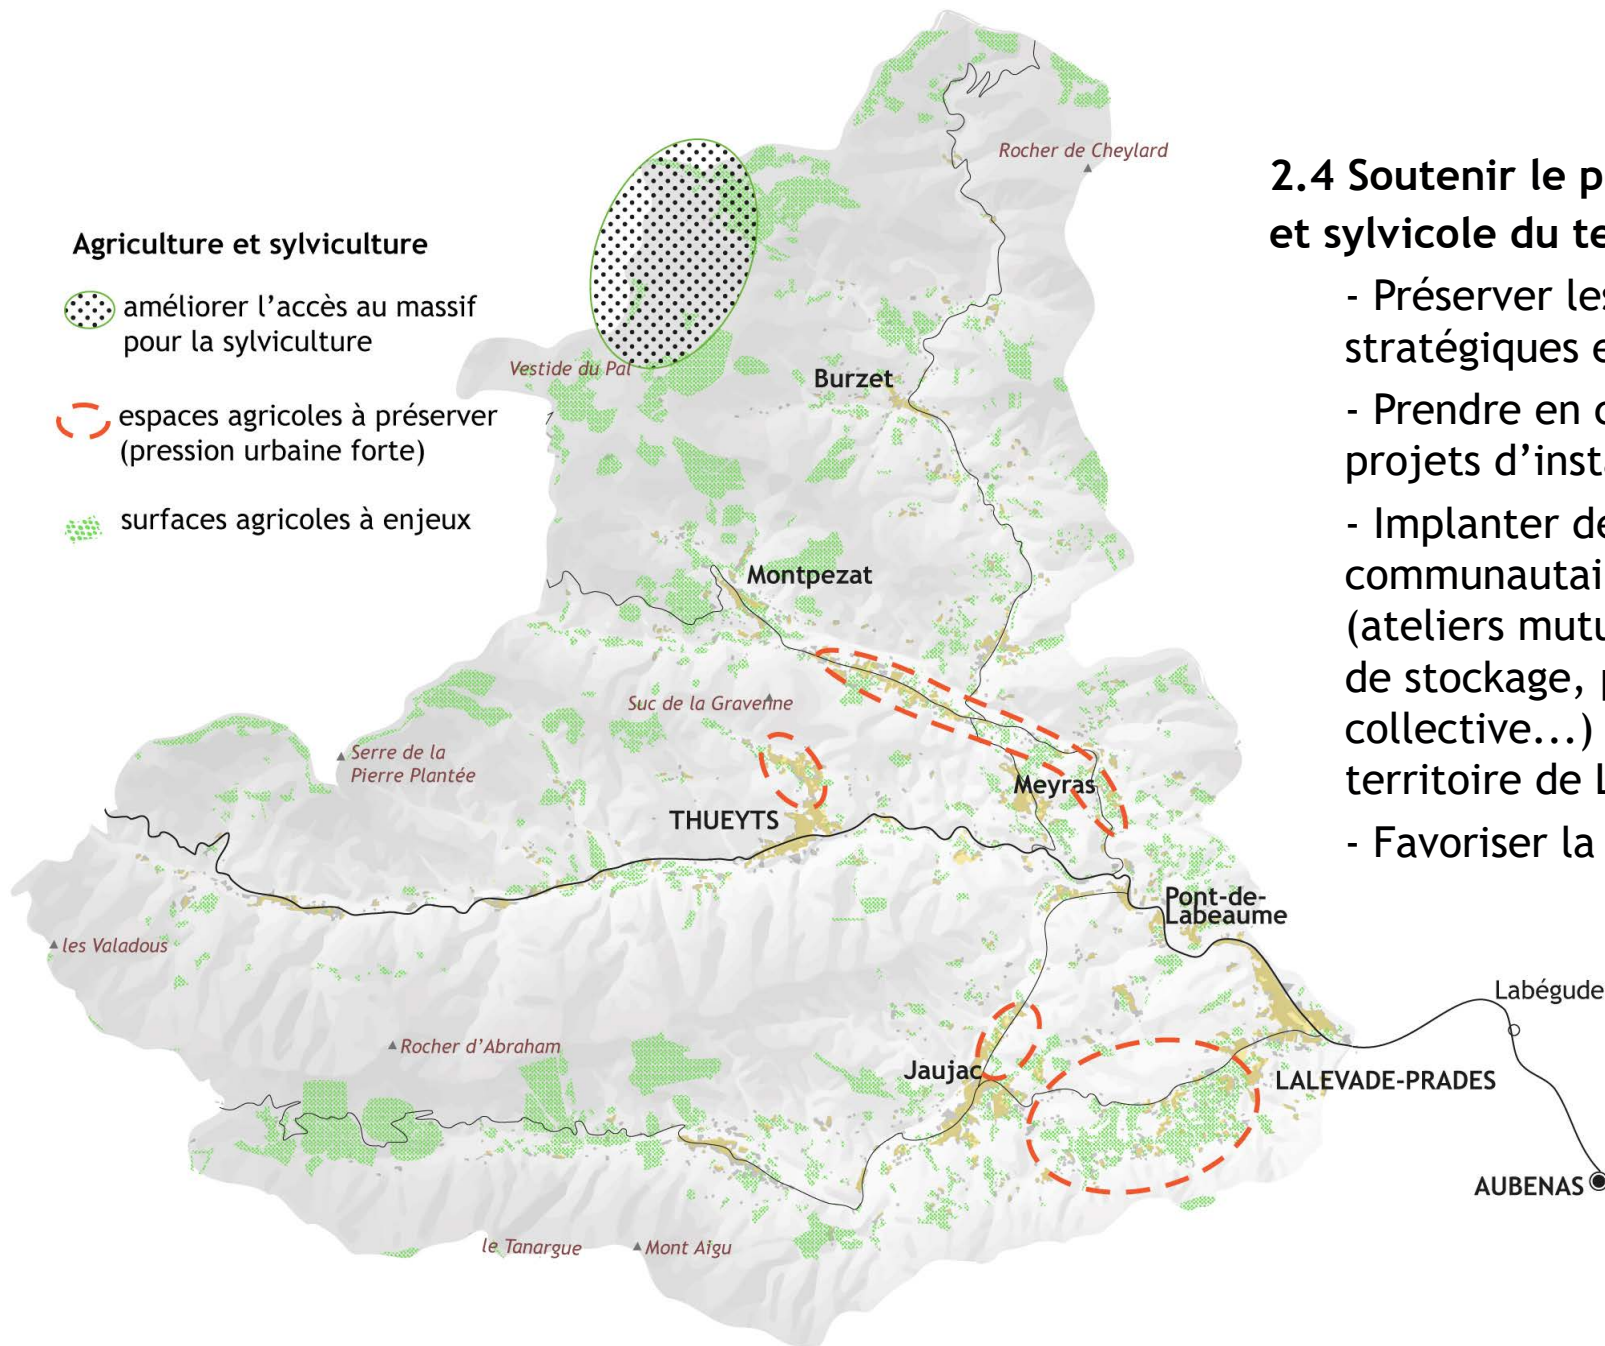 Agriculture et sylviculture
améliorer l’accès au massif
pour la sylviculture
espaces agricoles à préserver
(pression urbaine forte)
surfaces agricoles à enjeux
Rocher de Cheylard
Vestide du Pal
Burzet
Montpezat
Suc de la Gravenne
Serre de la
Pierre Plantée
Meyras
THUEYTS
Pont-de-
Labeaume
les Valadous
Labégude
Rocher d’Abraham
Jaujac
LALEVADE-PRADES
AUBENAS
le Tanargue
Mont Aigu
2.4 Soutenir le p
et sylvicole du te
- Préserver les
stratégiques e
- Prendre en c
projets d’insta
- Implanter de
communautai
(ateliers mutu
de stockage, p
collective...)
territoire de L
- Favoriser la